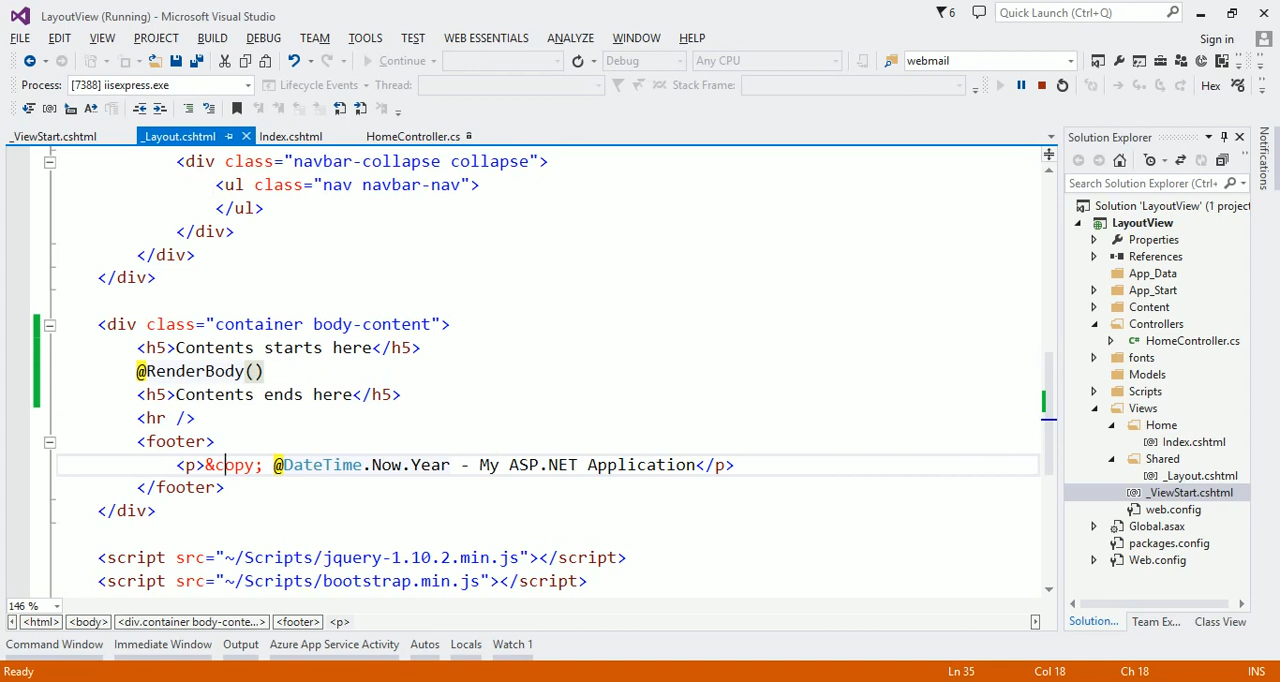 LayoutView (Running) - Microsoft Visual Studio
6
Quick Launch (Ctrl+Q)
FILE EDIT VIEW PROJECT BUILD DEBUG TEAM TOOLS TEST WEB ESSENTIALS ANALYZE WINDOW HELP
Sign in
Continue Debug Any CPU webmail
Process: [7388] iisexpress.exe Lifecycle Events Thread: Stack Frame: Hex
_ViewStart.cshtml _Layout.cshtml Index.cshtml HomeController.cs
<div class="navbar-collapse collapse">
<ul class="nav navbar-nav">
</ul>
</div>
</div>
</div>
<div class="container body-content">
<h5>Contents starts here</h5>
@RenderBody()
<h5>Contents ends here</h5>
<hr />
<footer>
<p>&copy; @DateTime.Now.Year - My ASP.NET Application</p>
</footer>
</div>
<script src="~/Scripts/jquery-1.10.2.min.js"></script>
<script src="~/Scripts/bootstrap.min.js"></script>
146 %
<html> <body> <div.container body-conte...> <footer> <p>
Command Window Immediate Window Output Azure App Service Activity Autos Locals Watch 1
Ready Ln 35 Col 18 Ch 18 INS
Solution Explorer
Search Solution Explorer (Ctrl+
Solution 'LayoutView' (1 project
LayoutView
Properties
References
App_Data
App_Start
Content
Controllers
C# HomeController.cs
fonts
Models
Scripts
Views
Home
Index.cshtml
Shared
_Layout.cshtml
_ViewStart.cshtml
web.config
Global.asax
packages.config
Web.config
Solution... Team Ex... Class View
Notifications